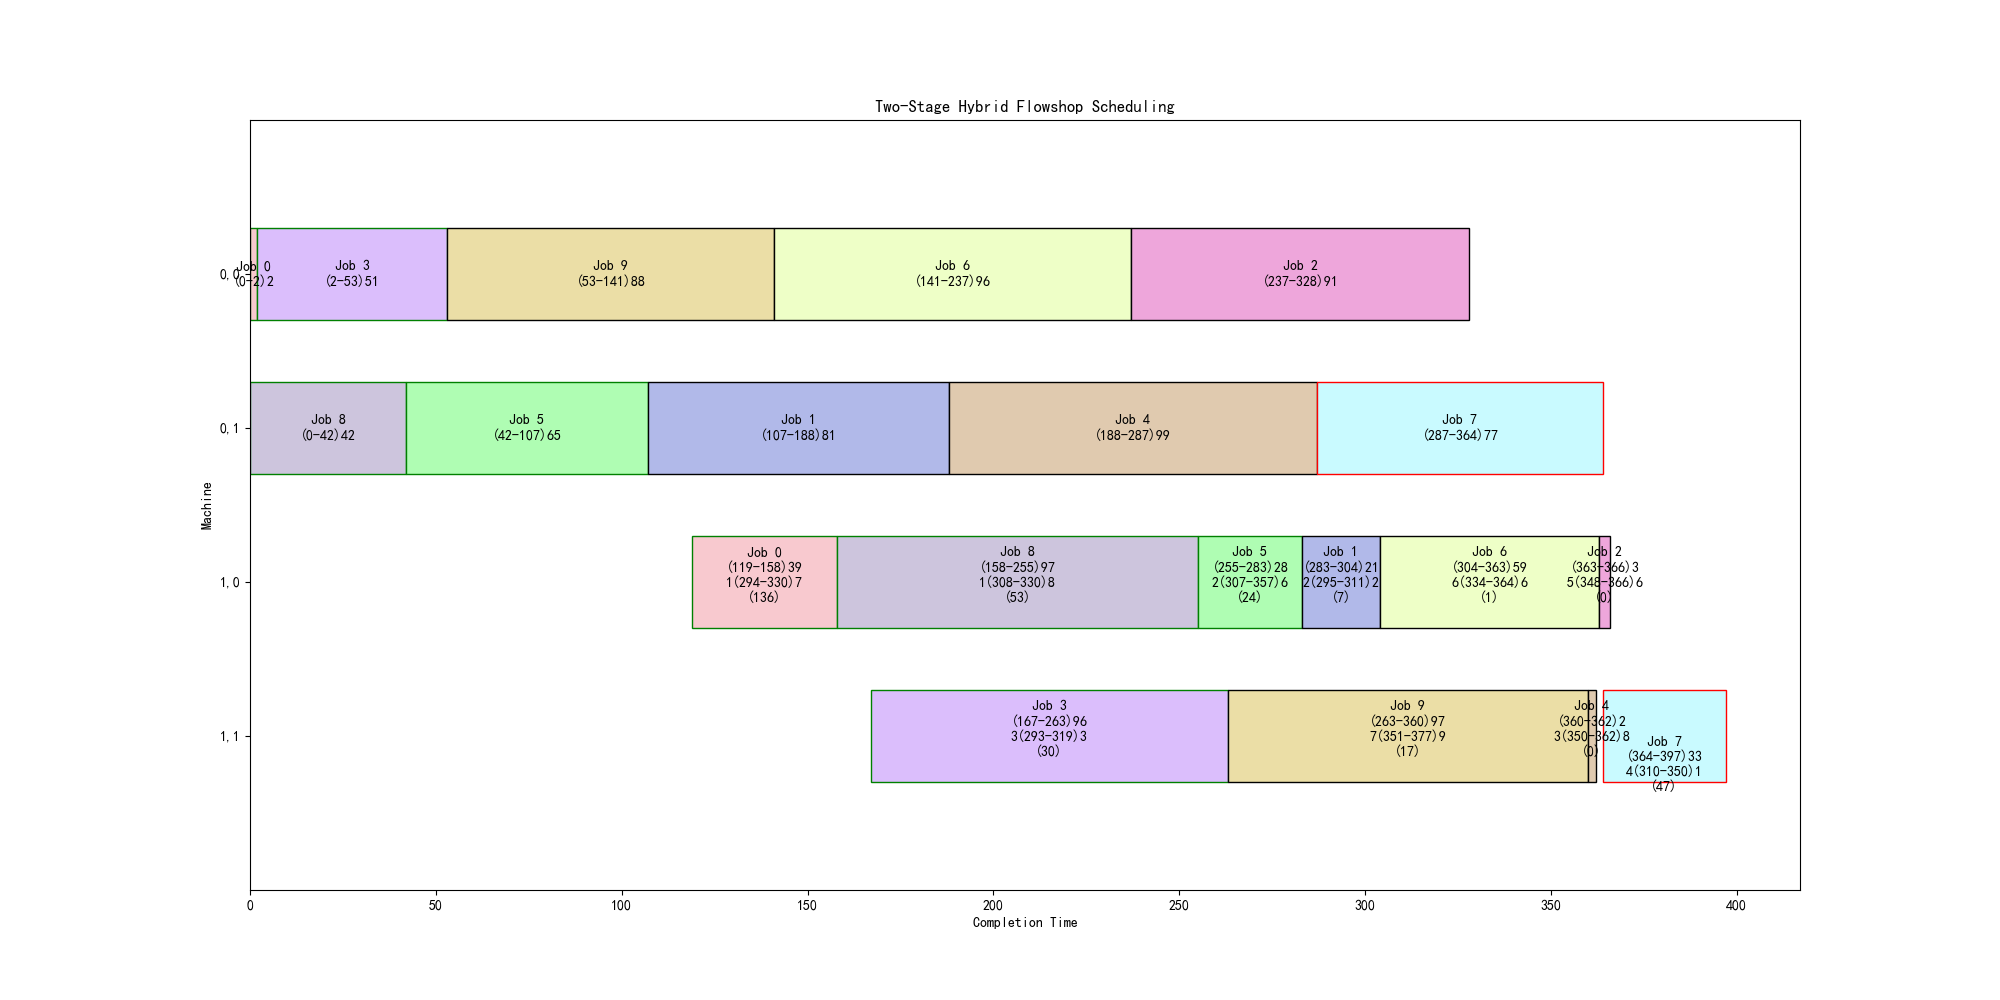 Two-Stage Hybrid Flowshop Scheduling
Machine
0,0
Job 0
(0-2)2
Job 3
(2-53)51
Job 9
(53-141)88
Job 6
(141-237)96
Job 2
(237-328)91
0,1
Job 8
(0-42)42
Job 5
(42-107)65
Job 1
(107-188)81
Job 4
(188-287)99
Job 7
(287-364)77
1,0
Job 0
(119-158)39
1(294-330)7
(136)
Job 8
(158-255)97
1(308-330)8
(53)
Job 5
(255-283)28
2(307-357)6
(24)
Job 1
(283-304)21
2(295-311)2
(7)
Job 6
(304-363)59
6(334-364)6
(1)
Job 2
(363-366)3
5(348-366)6
(0)
1,1
Job 3
(167-263)96
3(293-319)3
(30)
Job 9
(263-360)97
7(351-377)9
(17)
Job 4
(360-362)2
3(350-362)8
(0)
Job 7
(364-397)33
4(310-350)1
(47)
0 50 100 150 200 250 300 350 400
Completion Time